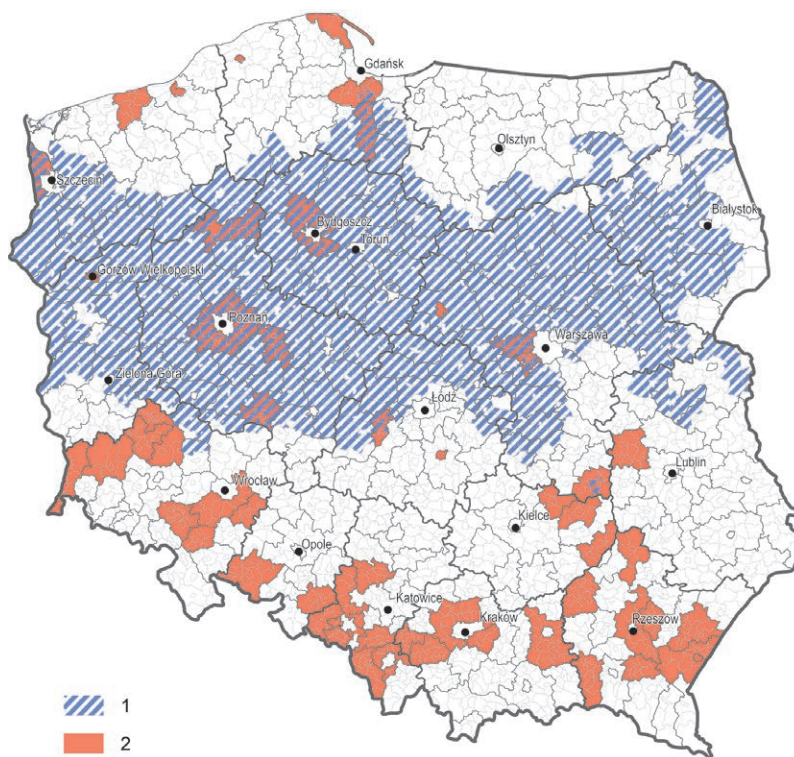 Gdańsk
Olsztyn
Szczecin
Białystok
Bydgoszcz
Toruń
Gorzów Wielkopolski
Poznań
Warszawa
Zielona Góra
Łódź
Lublin
Wrocław
Kielce
Opole
Katowice
Kraków
Rzeszów
1
2